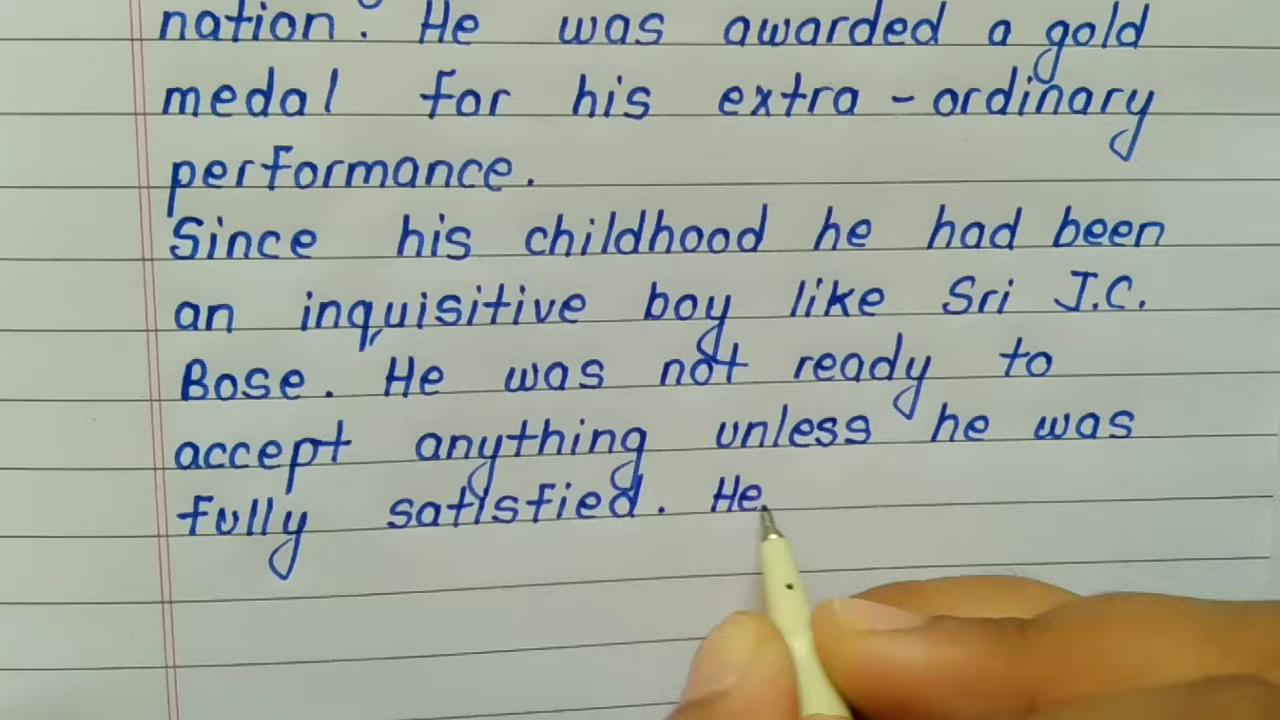 nation. He was awarded a gold
medal for his extra - ordinary
performance.
Since his childhood he had been
an inquisitive boy like Sri J.C.
Bose. He was not ready to
accept anything unless he was
fully satisfied. He